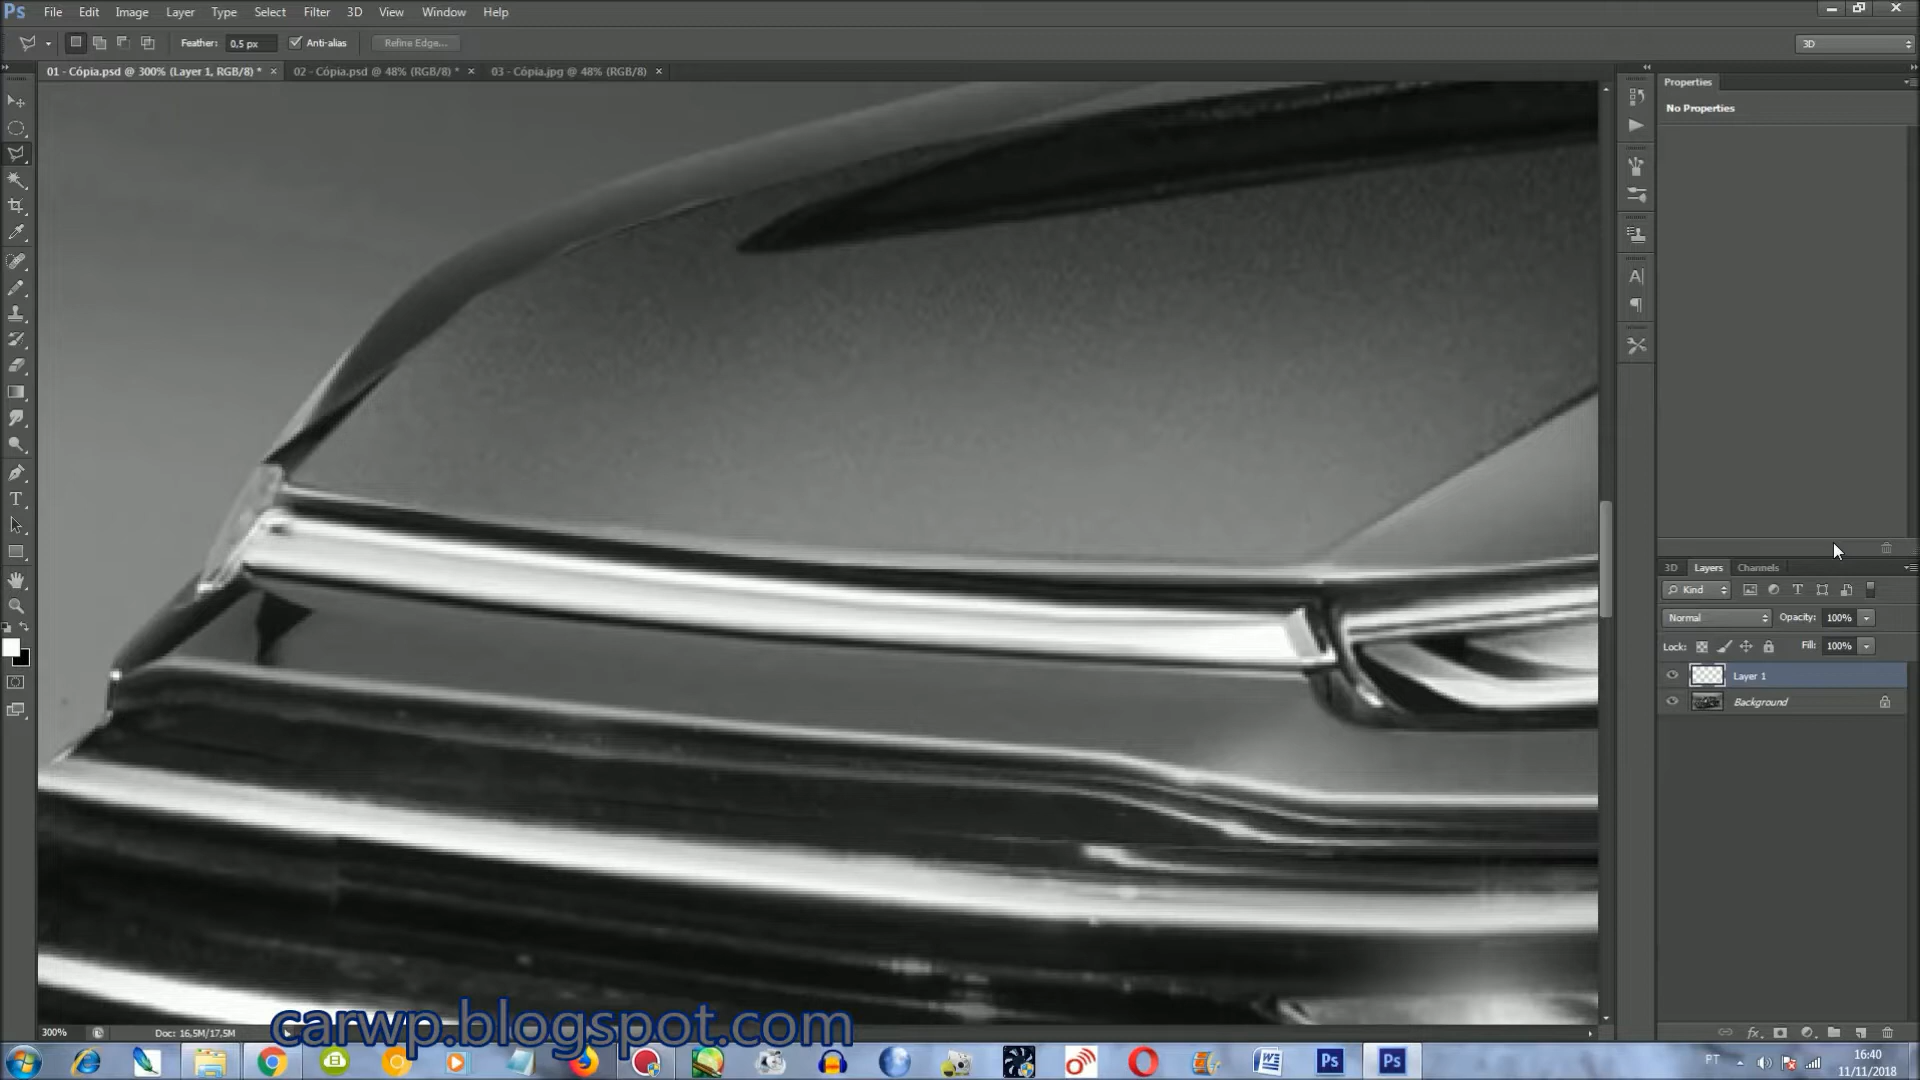 Ps File Edit Image Layer Type Select Filter 3D View Window Help
Feather: 0,5 px Anti-alias Refine Edge... 3D
01 - Cópia.psd @ 300% (Layer 1, RGB/8) * × 02 - Cópia.psd @ 48% (RGB/8) * × 03 - Cópia.jpg @ 48% (RGB/8) ×
Properties
No Properties
3D Layers Channels
Kind T
Normal Opacity: 100%
Lock: Fill: 100%
Layer 1
Background
300% Doc: 16,5M/17,5M
carwp.blogspot.com
PT 16:40
11/11/2018